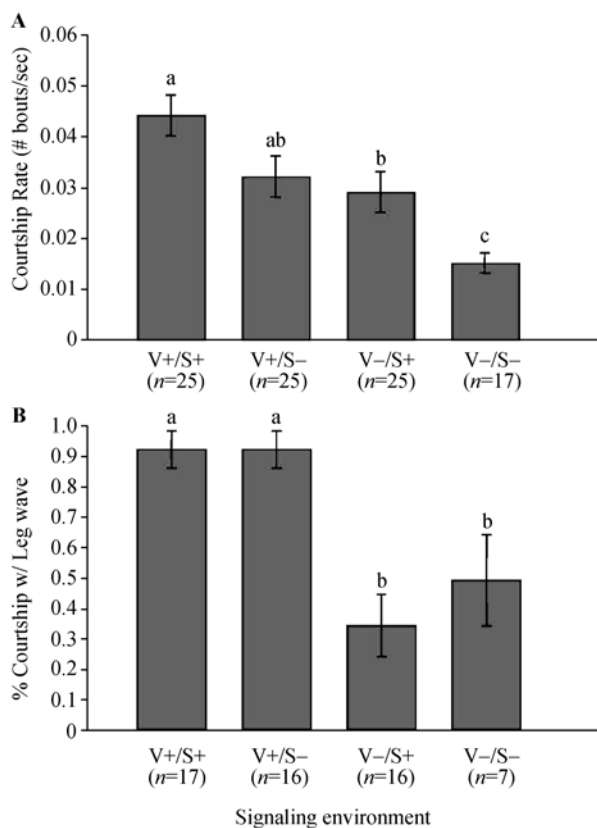 A
Courtship Rate (# bouts/sec)
0.06
0.05
0.04
0.03
0.02
0.01
0
a
ab
b
c
V+/S+ V+/S– V–/S+ V–/S–
(n=25) (n=25) (n=25) (n=17)
B
% Courtship w/ Leg wave
1.0
0.9
0.8
0.7
0.6
0.5
0.4
0.3
0.2
0.1
0
a a
b b
V+/S+ V+/S– V–/S+ V–/S–
(n=17) (n=16) (n=16) (n=7)
Signaling environment